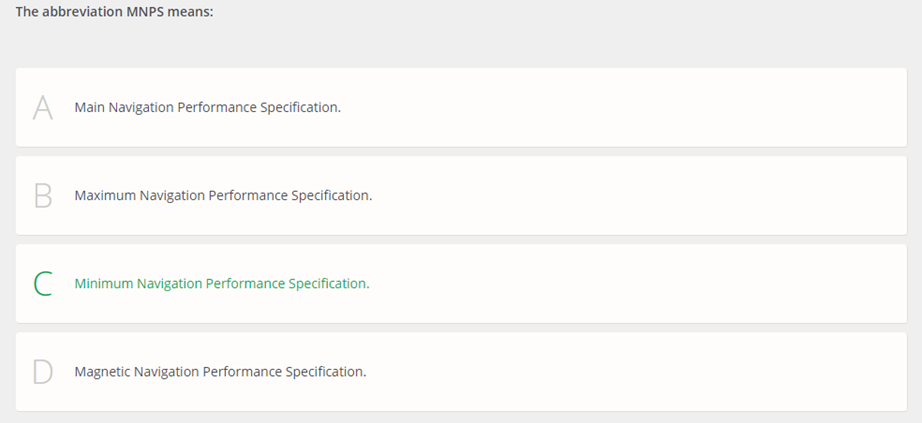 The abbreviation MNPS means:
A Main Navigation Performance Specification.
B Maximum Navigation Performance Specification.
C Minimum Navigation Performance Specification.
D Magnetic Navigation Performance Specification.